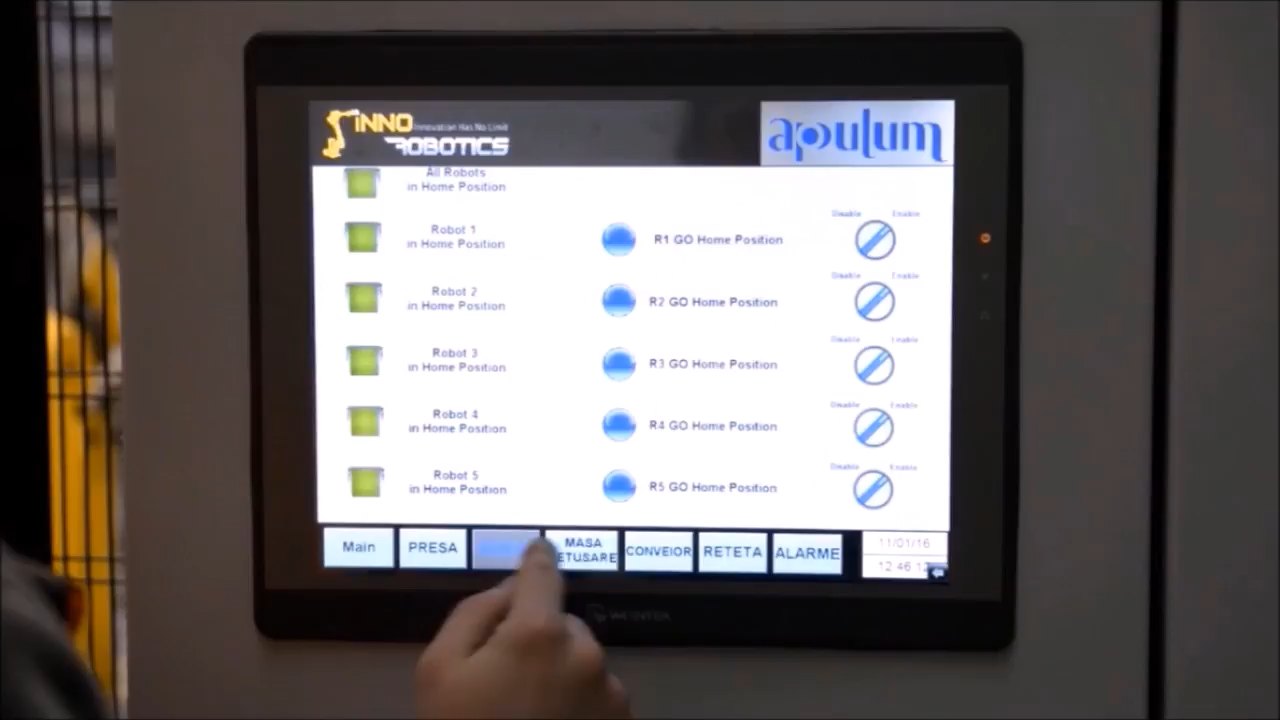 iNNO Innovation Has No Limit
ROBOTICS
apulum
All Robots
in Home Position
Disable Enable
Robot 1
in Home Position
R1 GO Home Position
Disable Enable
Robot 2
in Home Position
R2 GO Home Position
Disable Enable
Robot 3
in Home Position
R3 GO Home Position
Disable Enable
Robot 4
in Home Position
R4 GO Home Position
Disable Enable
Robot 5
in Home Position
R5 GO Home Position
Main
PRESA
MASA
ETUSARE
CONVEIOR
RETETA
ALARME
11/01/16
12 46